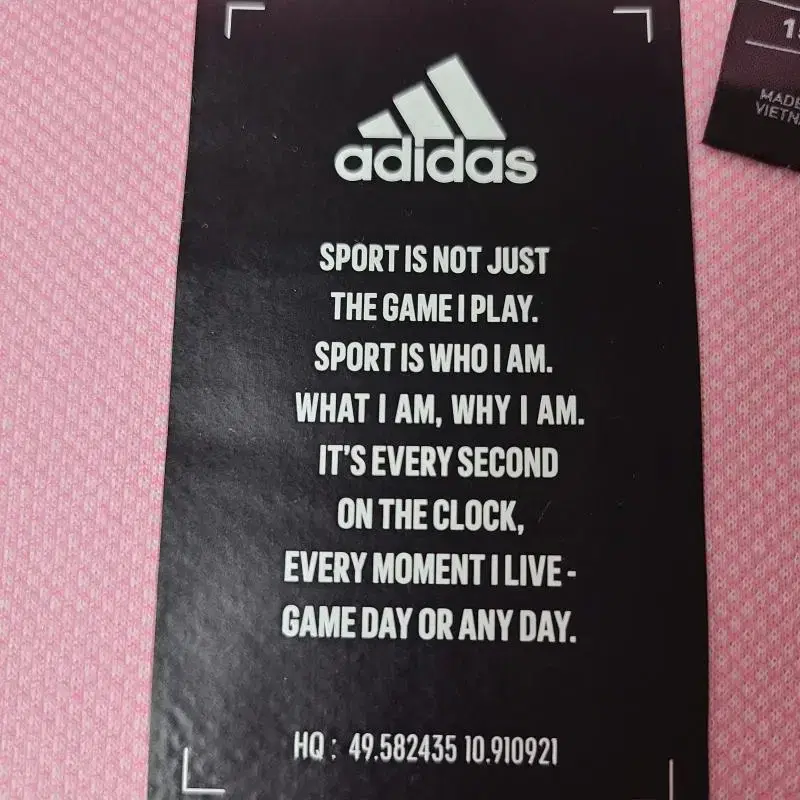 adidas
SPORT IS NOT JUST
THE GAME I PLAY.
SPORT IS WHO I AM.
WHAT I AM, WHY I AM.
IT'S EVERY SECOND
ON THE CLOCK,
EVERY MOMENT I LIVE -
GAME DAY OR ANY DAY.
HQ : 49.582435 10.910921
MADE